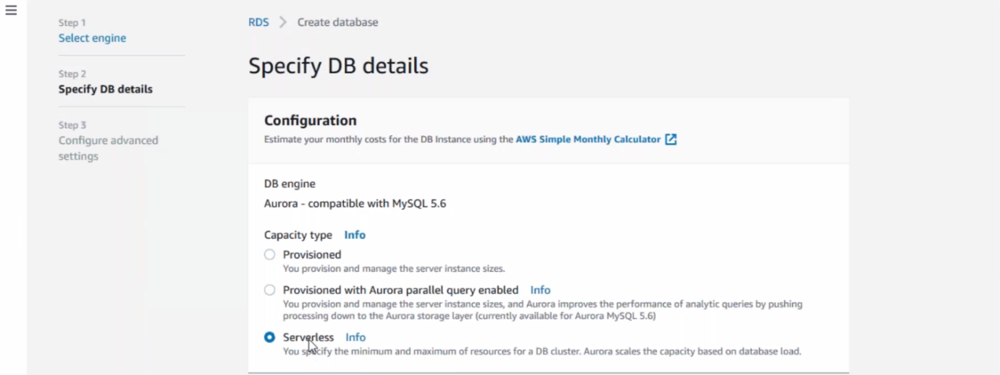 Step 1
Select engine
Step 2
Specify DB details
Step 3
Configure advanced
settings
RDS > Create database
Specify DB details
Configuration
Estimate your monthly costs for the DB Instance using the AWS Simple Monthly Calculator
DB engine
Aurora - compatible with MySQL 5.6
Capacity type Info
Provisioned
You provision and manage the server instance sizes.
Provisioned with Aurora parallel query enabled Info
You provision and manage the server instance sizes, and Aurora improves the performance of analytic queries by pushing
processing down to the Aurora storage layer (currently available for Aurora MySQL 5.6)
Serverless Info
You specify the minimum and maximum of resources for a DB cluster. Aurora scales the capacity based on database load.